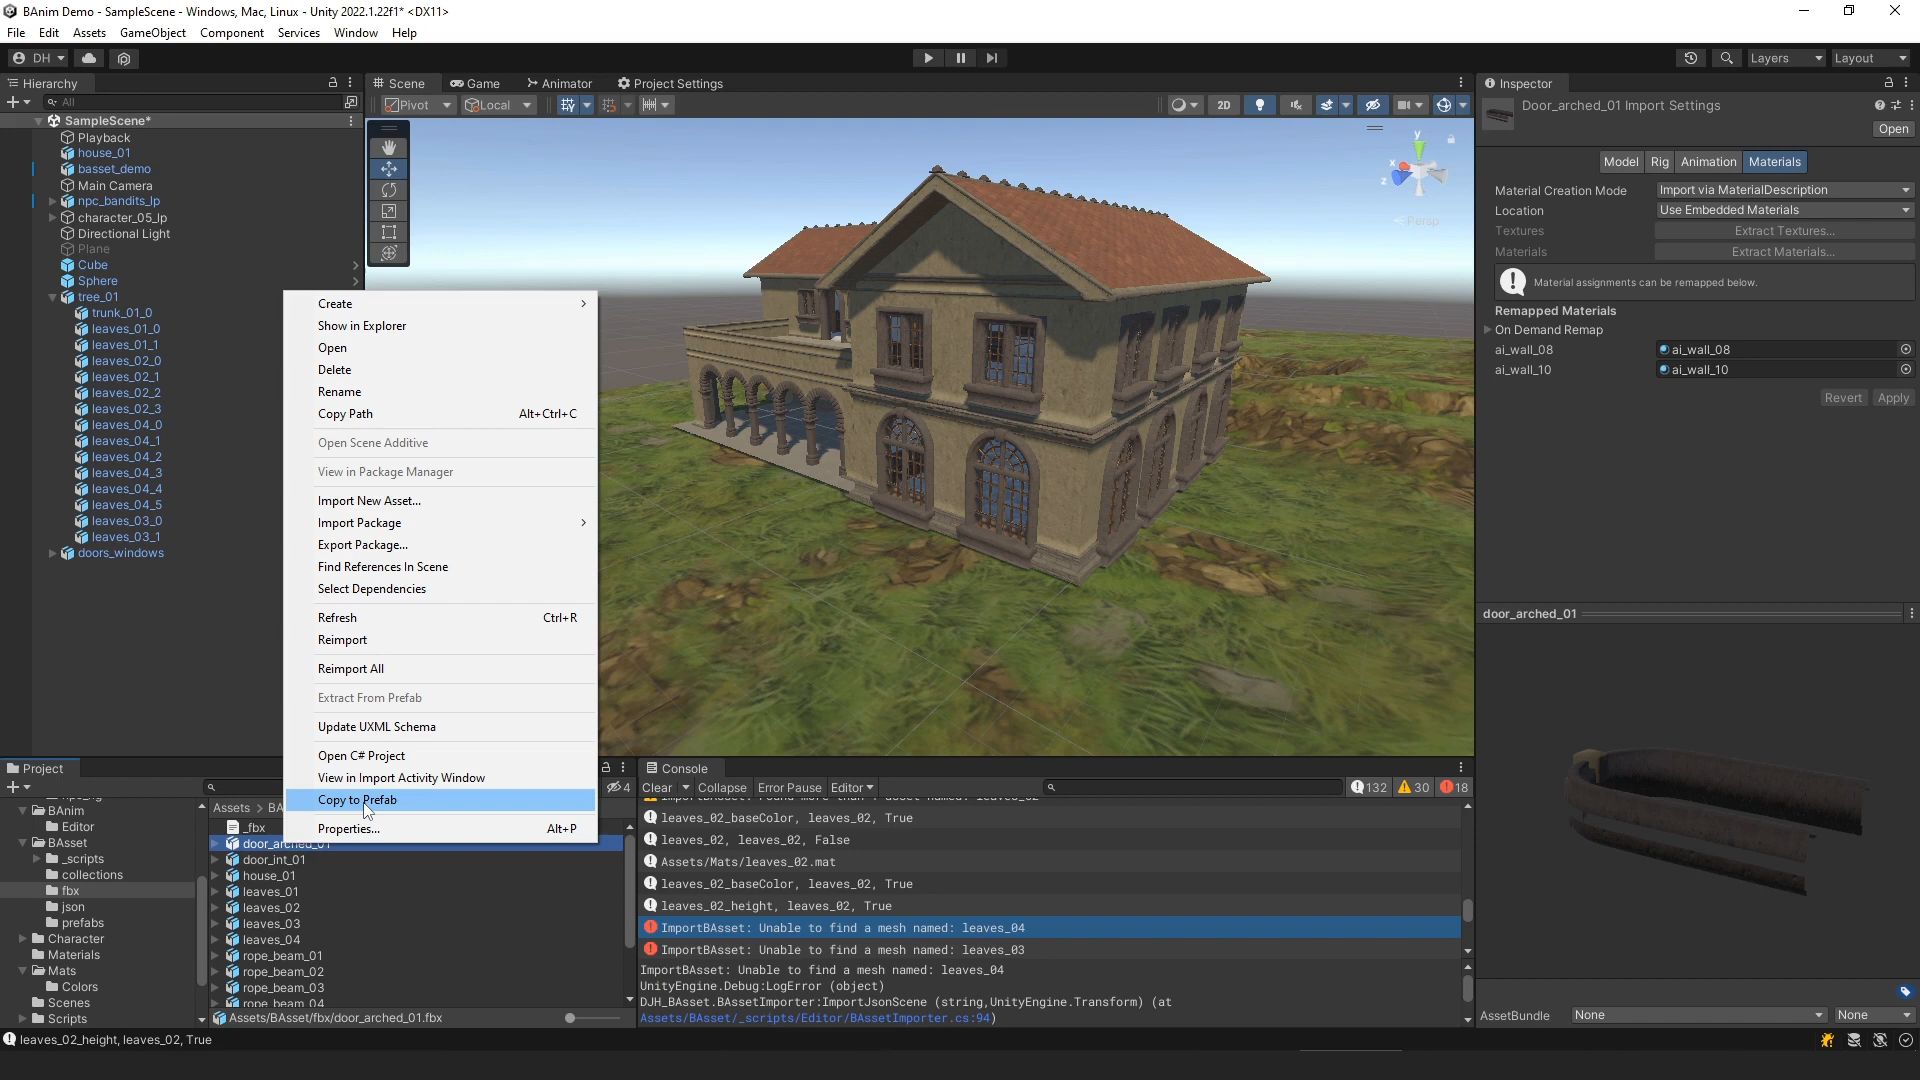 BAnim Demo - SampleScene - Windows, Mac, Linux - Unity 2022.1.22f1* <DX11>
File Edit Assets GameObject Component Services Window Help
DH Layers Layout
Hierarchy
All
SampleScene*
Playback
house_01
basset_demo
Main Camera
npc_bandits_lp
character_05_lp
Directional Light
Plane
Cube
Sphere
tree_01
trunk_01_0
leaves_01_0
leaves_01_1
leaves_02_0
leaves_02_1
leaves_02_2
leaves_02_3
leaves_04_0
leaves_04_1
leaves_04_2
leaves_04_3
leaves_04_4
leaves_04_5
leaves_03_0
leaves_03_1
doors_windows
Scene Game Animator Project Settings
Pivot Local 2D
y
x
z
Persp
Create
Show in Explorer
Open
Delete
Rename
Copy Path Alt+Ctrl+C
Open Scene Additive
View in Package Manager
Import New Asset...
Import Package
Export Package...
Find References In Scene
Select Dependencies
Refresh Ctrl+R
Reimport
Reimport All
Extract From Prefab
Update UXML Schema
Open C# Project
View in Import Activity Window
Copy to Prefab
Properties... Alt+P
Inspector
Door_arched_01 Import Settings
Open
Model Rig Animation Materials
Material Creation Mode Import via MaterialDescription
Location Use Embedded Materials
Textures Extract Textures...
Materials Extract Materials...
Material assignments can be remapped below.
Remapped Materials
On Demand Remap
ai_wall_08 ai_wall_08
ai_wall_10 ai_wall_10
Revert Apply
door_arched_01
AssetBundle None None
Project
4
BAnim
Editor
BAsset
_scripts
collections
fbx
json
prefabs
Character
Materials
Mats
Colors
Scenes
Scripts
Assets > BA
_fbx
door_arched_01
door_int_01
house_01
leaves_01
leaves_02
leaves_03
leaves_04
rope_beam_01
rope_beam_02
rope_beam_03
rope_beam_04
Assets/BAsset/fbx/door_arched_01.fbx
Console
Clear Collapse Error Pause Editor 132 30 18
leaves_02_baseColor, leaves_02, True
leaves_02, leaves_02, False
Assets/Mats/leaves_02.mat
leaves_02_baseColor, leaves_02, True
leaves_02_height, leaves_02, True
ImportBAsset: Unable to find a mesh named: leaves_04
ImportBAsset: Unable to find a mesh named: leaves_03
ImportBAsset: Unable to find a mesh named: leaves_04
UnityEngine.Debug:LogError (object)
DJH_BAsset.BAssetImporter:ImportJsonScene (string,UnityEngine.Transform) (at
Assets/BAsset/_scripts/Editor/BAssetImporter.cs:94)
leaves_02_height, leaves_02, True